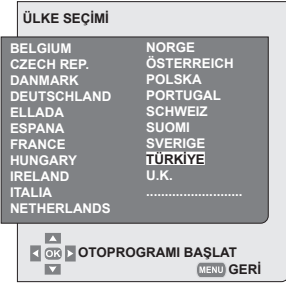 ÜLKE SEÇİMİ
BELGIUM
CZECH REP.
DANMARK
DEUTSCHLAND
ELLADA
ESPANA
FRANCE
HUNGARY
IRELAND
ITALIA
NETHERLANDS
NORGE
ÖSTERREICH
POLSKA
PORTUGAL
SCHWEIZ
SUOMI
SVERIGE
TÜRKİYE
U.K.
..........................
OK OTOPROGRAMI BAŞLAT
MENU GERİ